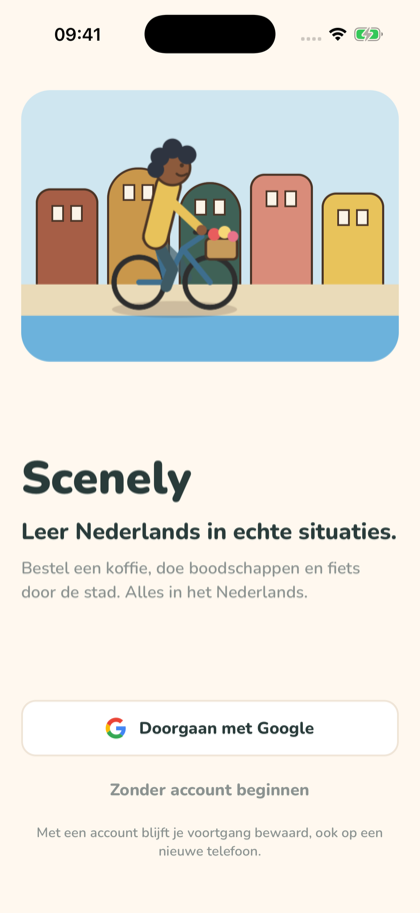 09:41
Scenely
Leer Nederlands in echte situaties.
Bestel een koffie, doe boodschappen en fiets
door de stad. Alles in het Nederlands.
Doorgaan met Google
Zonder account beginnen
Met een account blijft je voortgang bewaard, ook op een
nieuwe telefoon.